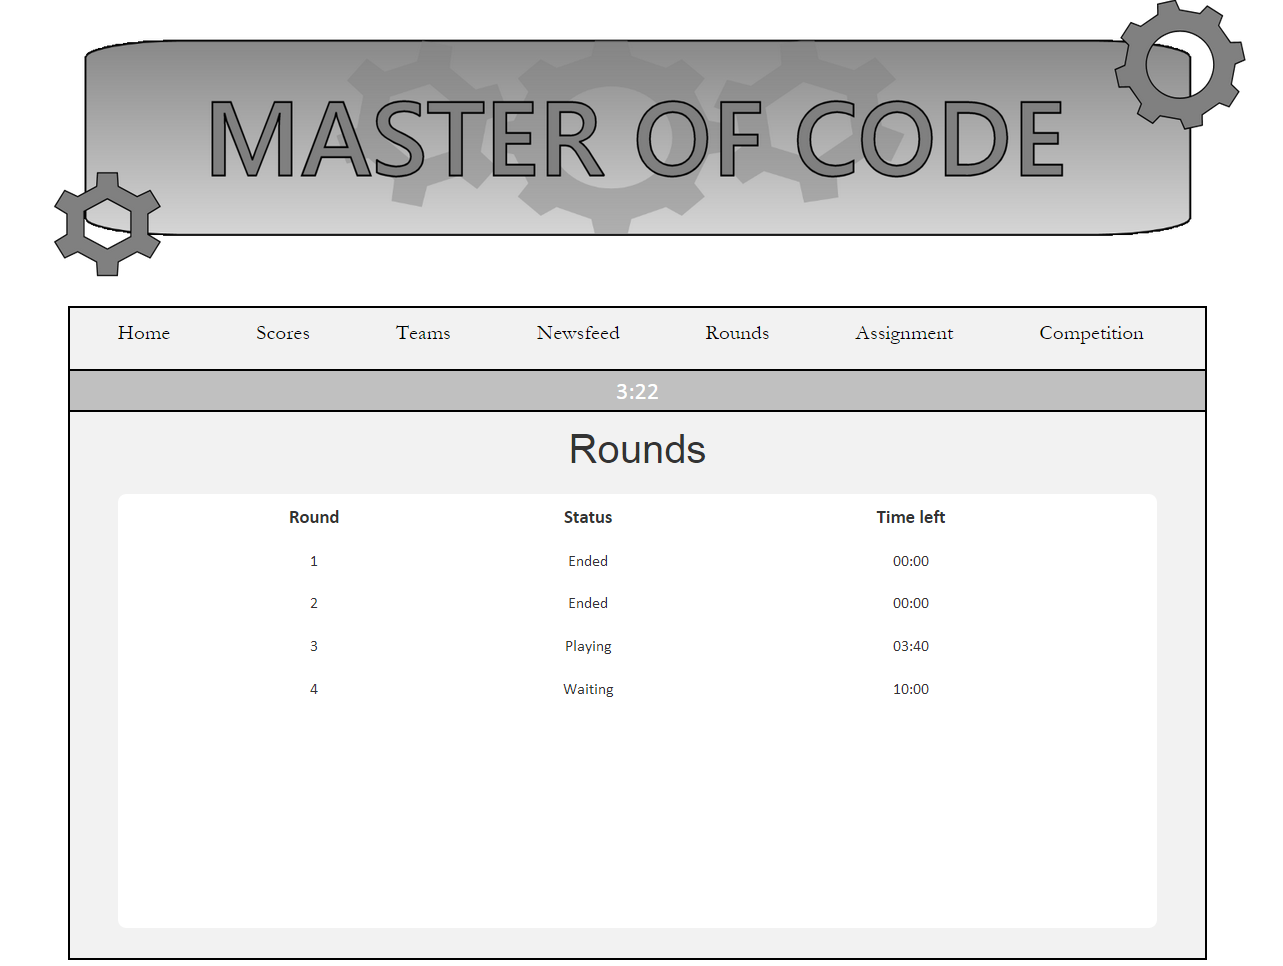 MASTER OF CODE
Home Scores Teams Newsfeed Rounds Assignment Competition
3:22
Rounds
Round Status Time left
1 Ended 00:00
2 Ended 00:00
3 Playing 03:40
4 Waiting 10:00